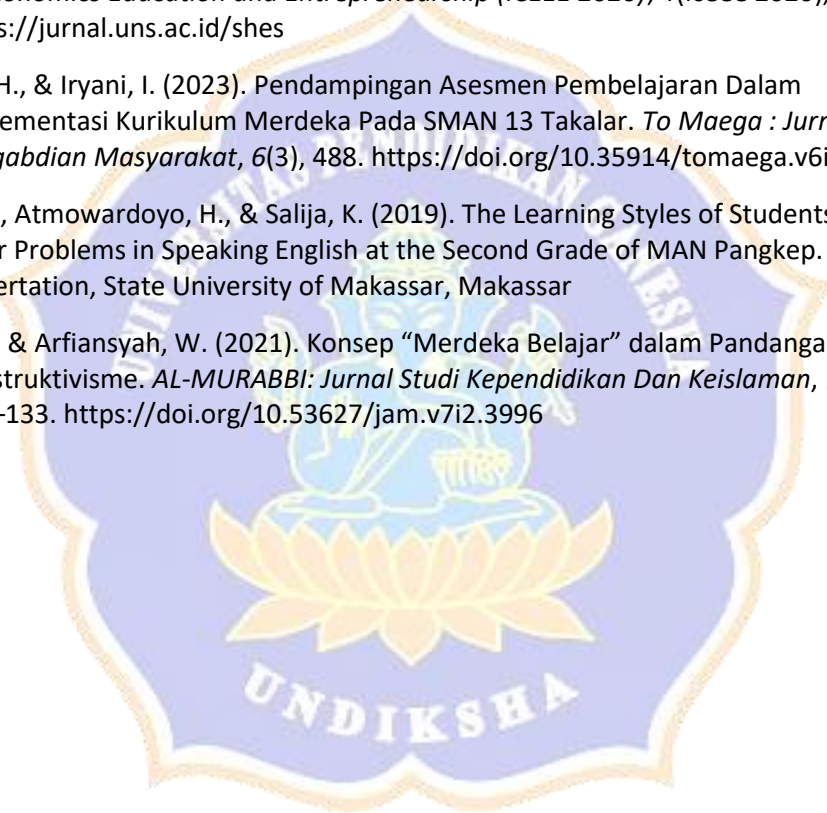 s://jurnal.uns.ac.id/shes
H., & Iryani, I. (2023). Pendampingan Asesmen Pembelajaran Dalam
ementasi Kurikulum Merdeka Pada SMAN 13 Takalar. To Maega : Jurn
gabdian Masyarakat, 6(3), 488. https://doi.org/10.35914/tomaega.v6i
, Atmowardoyo, H., & Salija, K. (2019). The Learning Styles of Students
r Problems in Speaking English at the Second Grade of MAN Pangkep.
ertation, State University of Makassar, Makassar
& Arfiansyah, W. (2021). Konsep “Merdeka Belajar” dalam Pandanga
struktivisme. AL-MURABBI: Jurnal Studi Kependidikan Dan Keislaman,
-133. https://doi.org/10.53627/jam.v7i2.3996
UNIVERSITAS PENDIDIKAN GANESHA
UNDIKSHA